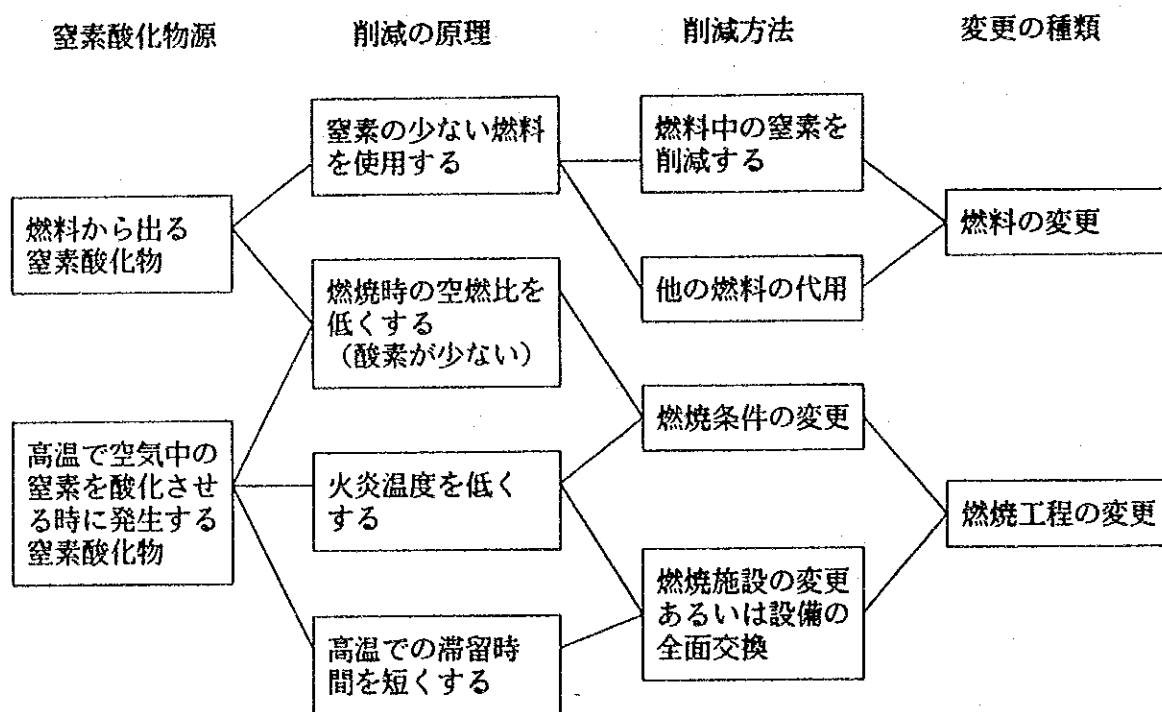 窒素酸化物源
削減の原理
削減方法
変更の種類
窒素の少ない燃料
を使用する
燃料中の窒素を
削減する
燃料から出る
窒素酸化物
燃料の変更
燃焼時の空燃比を
低くする
（酸素が少ない）
他の燃料の代用
高温で空気中の
窒素を酸化させ
る時に発生する
窒素酸化物
火炎温度を低く
する
燃焼条件の変更
燃焼工程の変更
高温での滞留時
間を短くする
燃焼施設の変更
あるいは設備の
全面交換